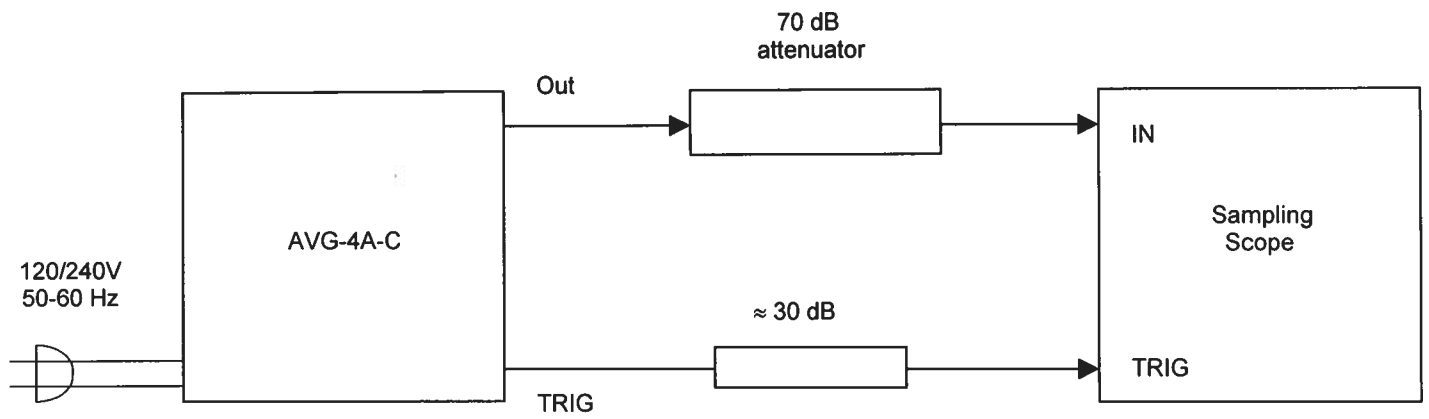 70 dB
attenuator
Out
IN
AVG-4A-C
Sampling
Scope
120/240V
50-60 Hz
≈ 30 dB
TRIG
TRIG